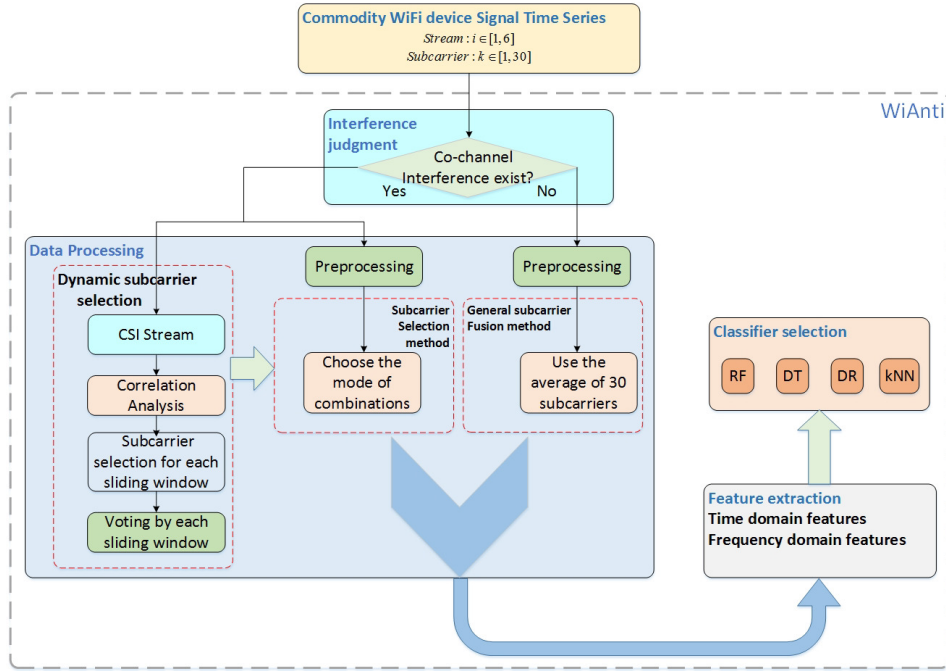 Commodity WiFi device Signal Time Series
Stream : i ∈ [1, 6]
Subcarrier : k ∈ [1, 30]
WiAnti
Interference
judgment
Co-channel
Interference exist?
Yes
No
Data Processing
Dynamic subcarrier
selection
CSI Stream
Correlation
Analysis
Subcarrier
selection for each
sliding window
Voting by each
sliding window
Preprocessing
Subcarrier
Selection
method
Choose the
mode of
combinations
Preprocessing
General subcarrier
Fusion method
Use the
average of 30
subcarriers
Classifier selection
RF
DT
DR
kNN
Feature extraction
Time domain features
Frequency domain features